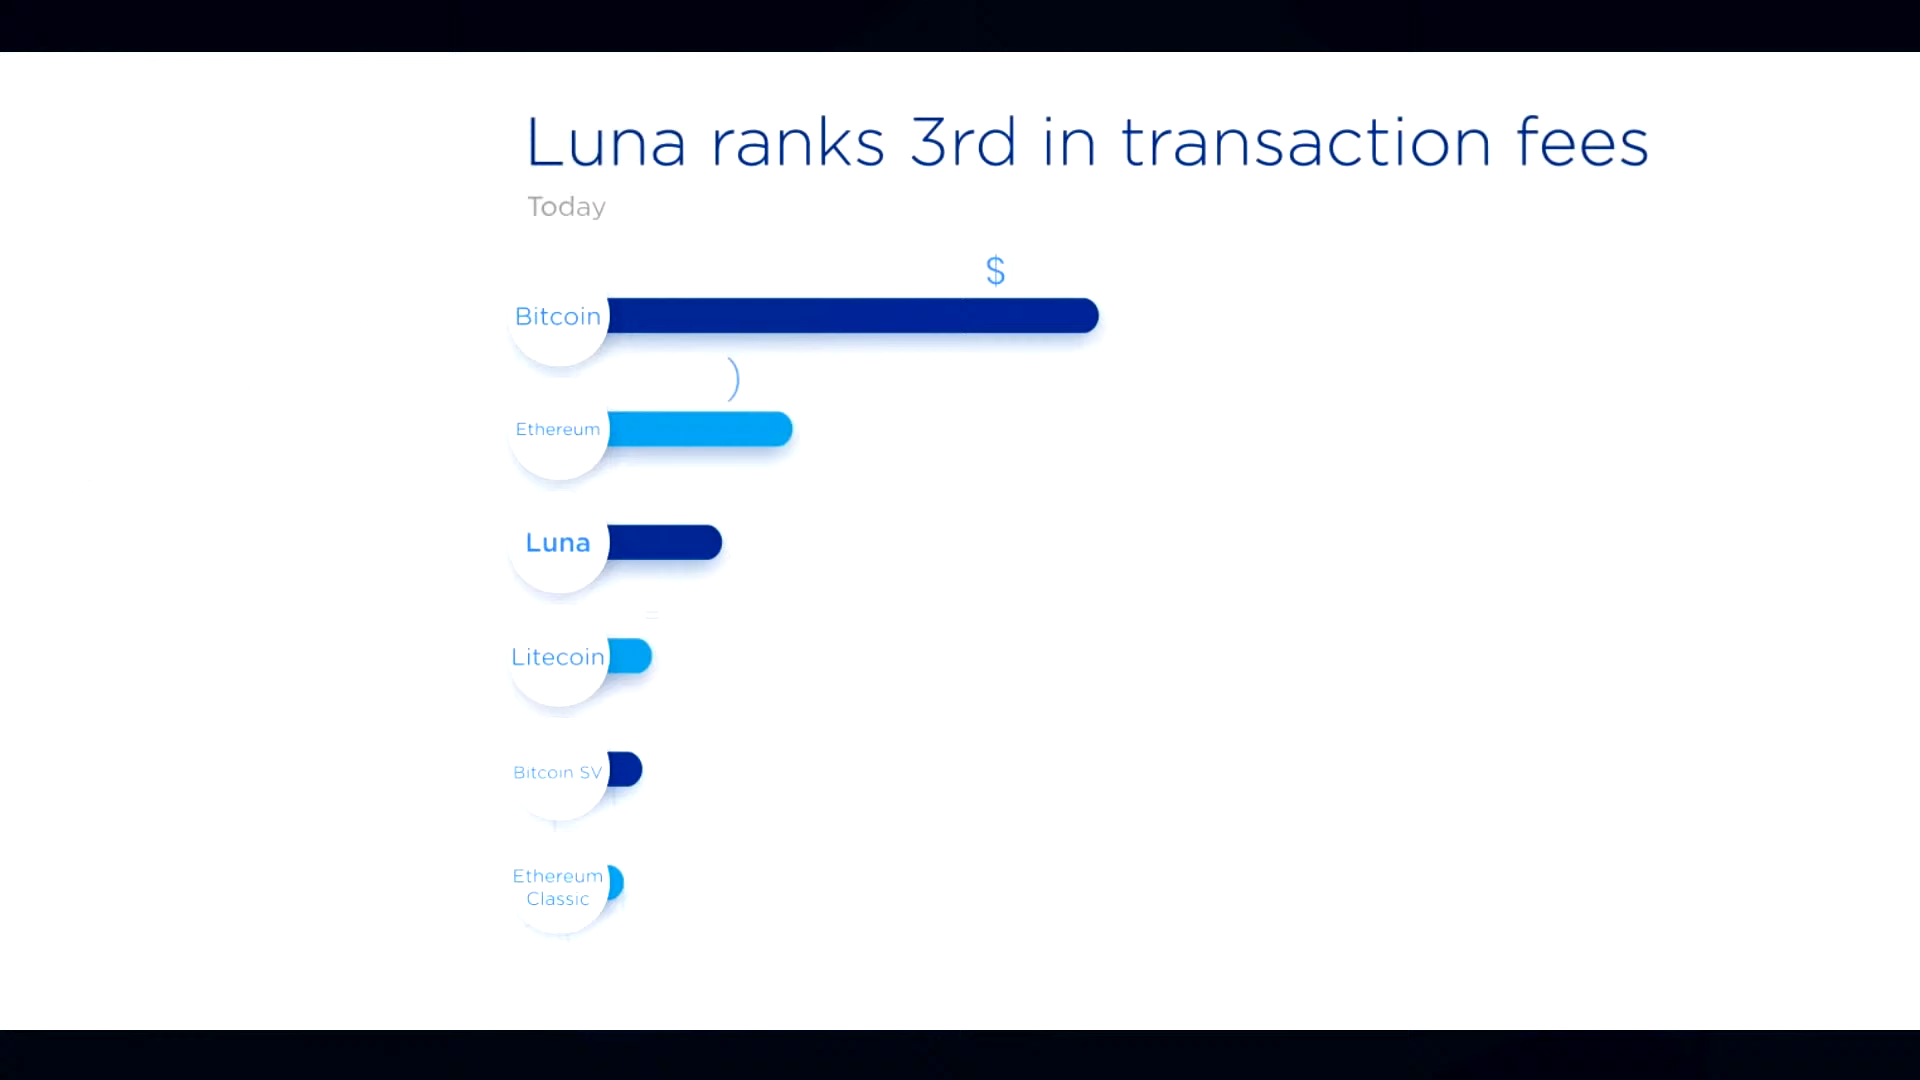 Luna ranks 3rd in transaction fees
Today
$
Bitcoin
)
Ethereum
Luna
Litecoin
Bitcoin SV
Ethereum
Classic